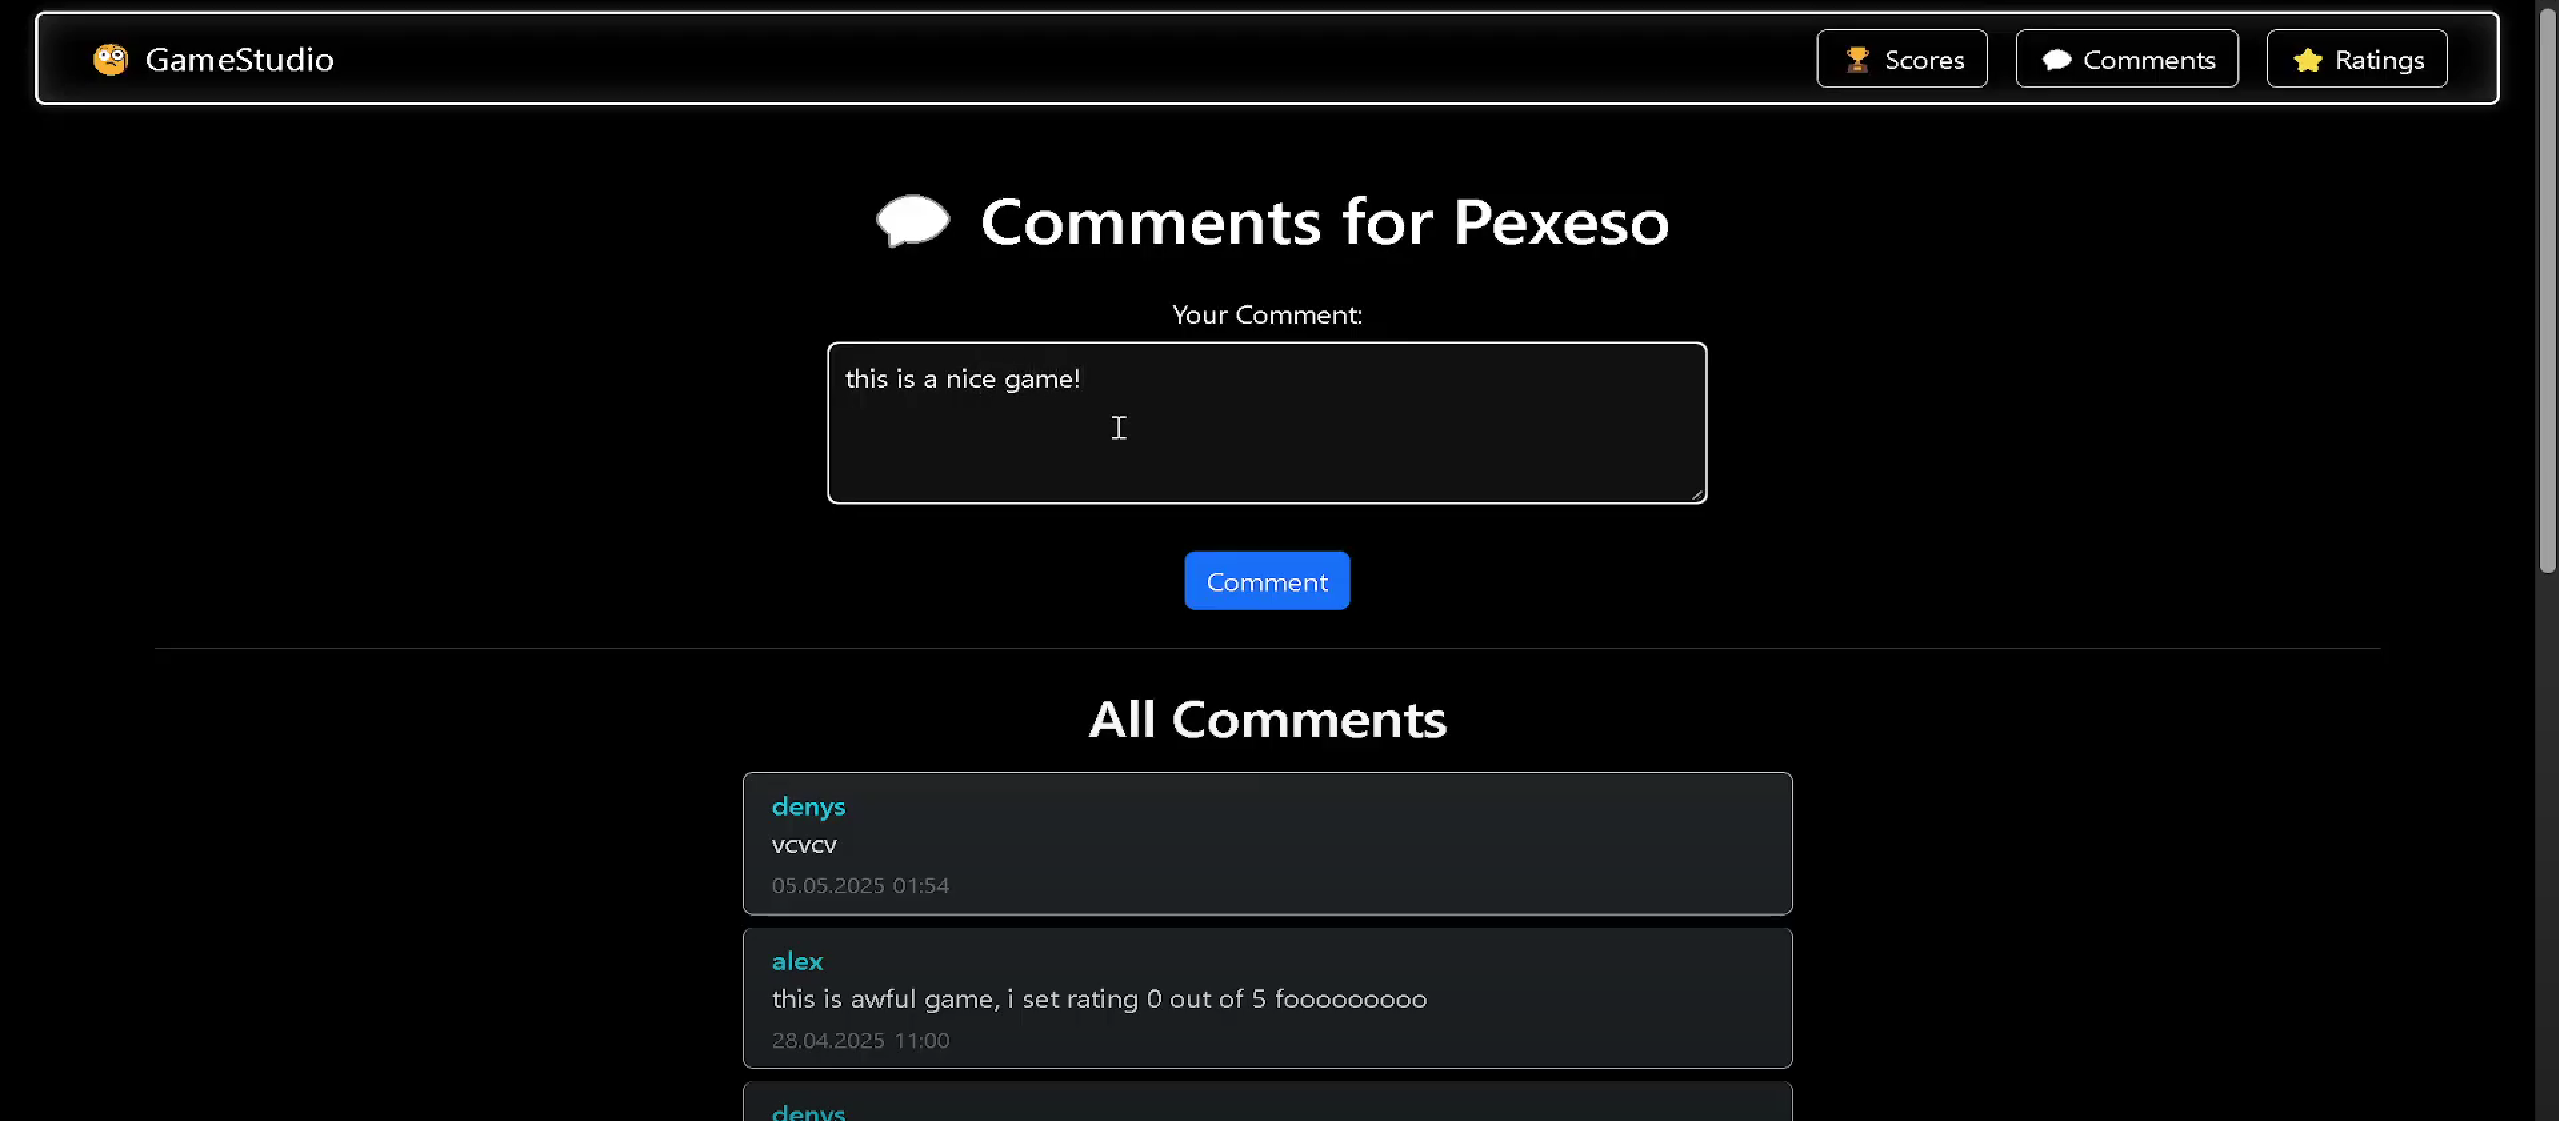 GameStudio
Scores
Comments
Ratings
Comments for Pexeso
Your Comment:
this is a nice game!
Comment
All Comments
denys
vcvcv
05.05.2025 01:54
alex
this is awful game, i set rating 0 out of 5 fooooooooo
28.04.2025 11:00
denys